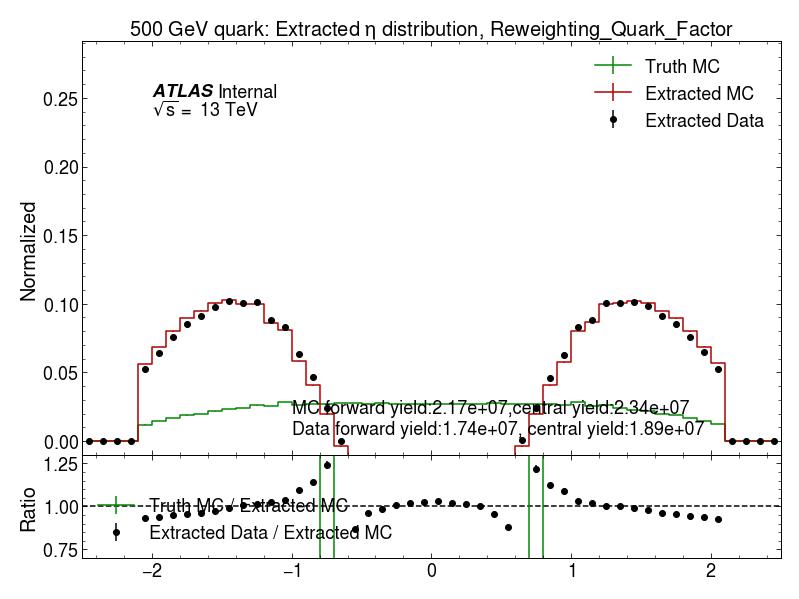 500 GeV quark: Extracted η distribution, Reweighting_Quark_Factor
ATLAS Internal
√s = 13 TeV
Truth MC
Extracted MC
Extracted Data
Normalized
0.25
0.20
0.15
0.10
0.05
0.00
MC forward yield:2.17e+07,central yield:2.34e+07
Data forward yield:1.74e+07, central yield:1.89e+07
Ratio
1.25
1.00
0.75
Truth MC / Extracted MC
Extracted Data / Extracted MC
−2
−1
0
1
2